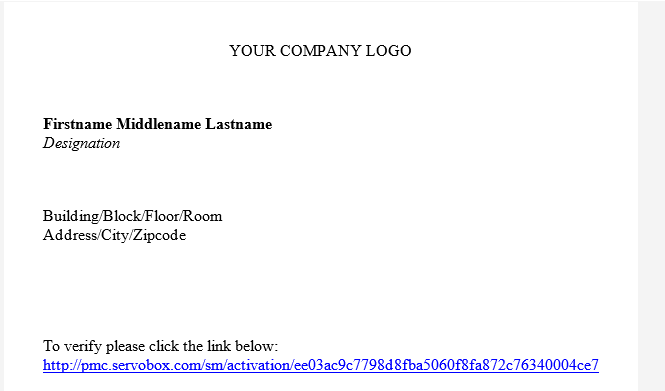 YOUR COMPANY LOGO
Firstname Middlename Lastname
Designation
Building/Block/Floor/Room
Address/City/Zipcode
To verify please click the link below:
http://pmc.servobox.com/sm/activation/ee03ac9c7798d8fba5060f8fa872c76340004ce7